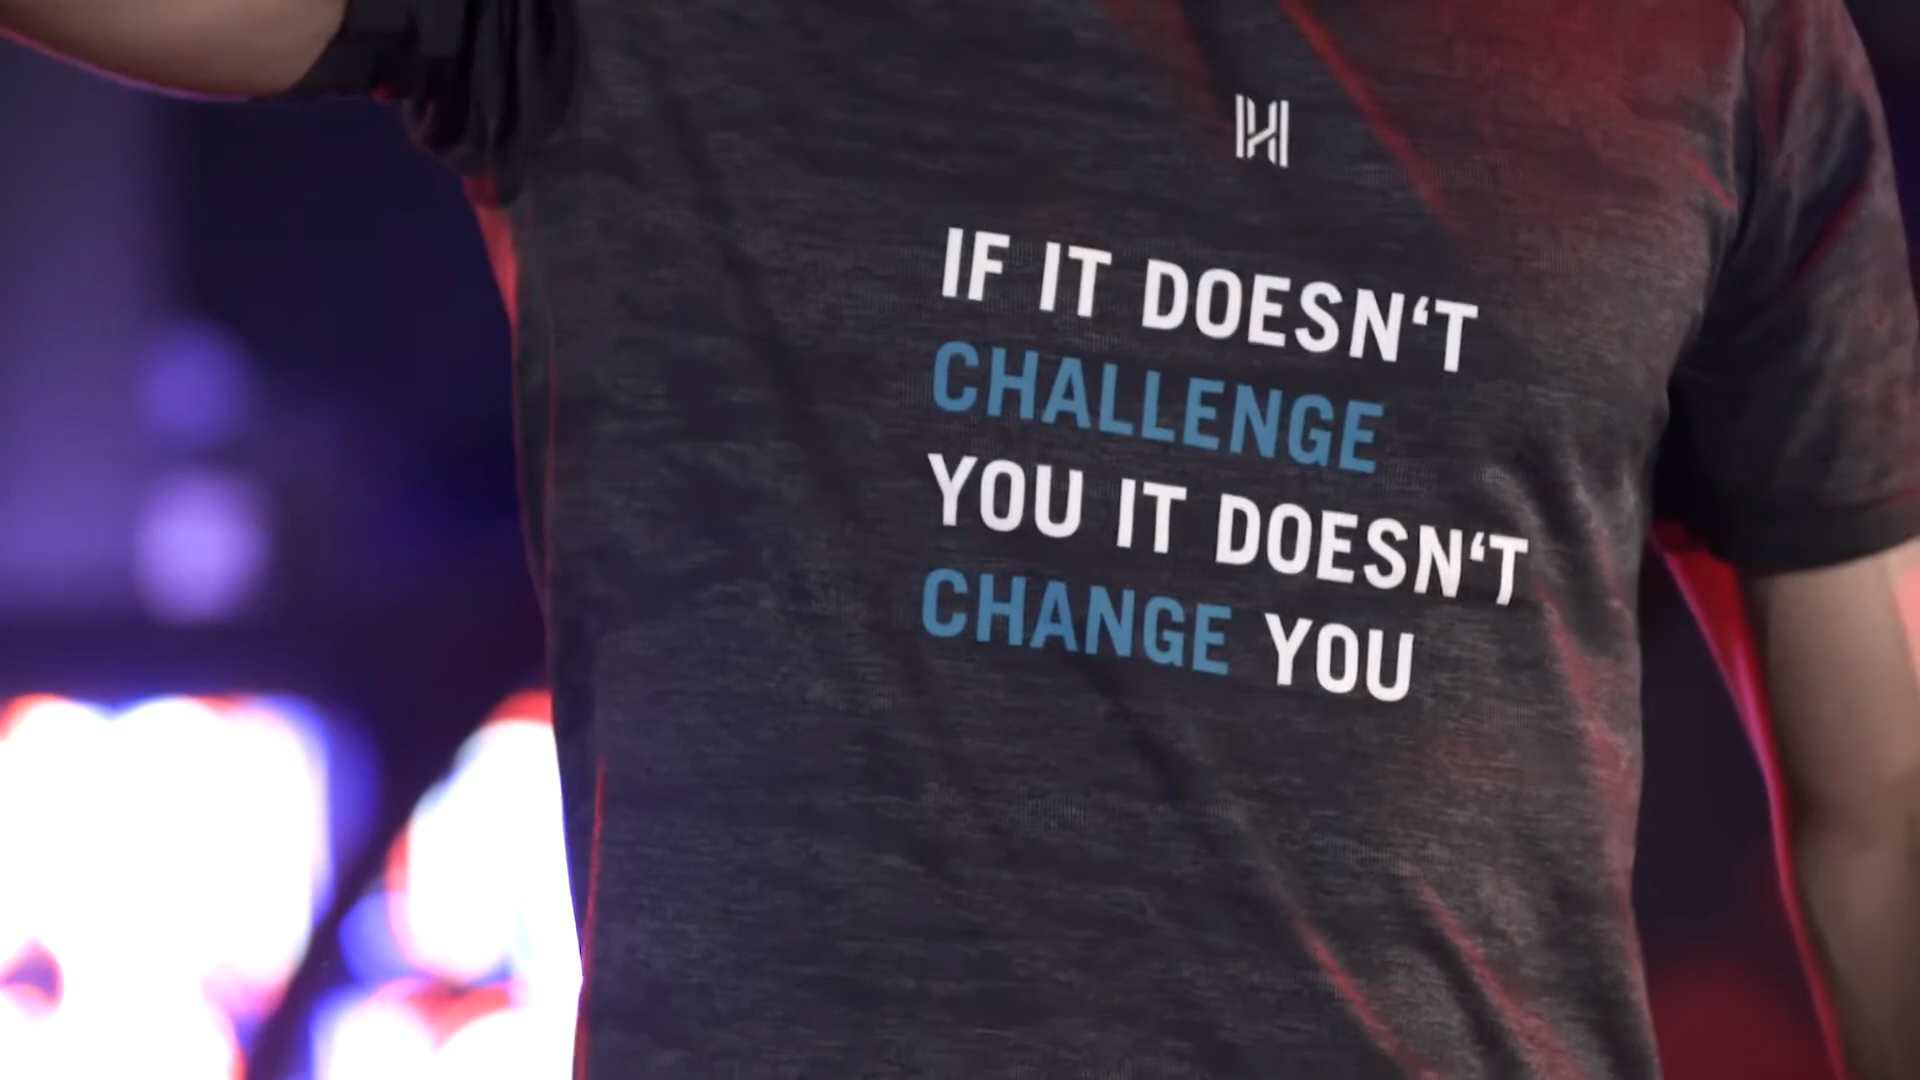 IF IT DOESN‘T
CHALLENGE
YOU IT DOESN‘T
CHANGE YOU